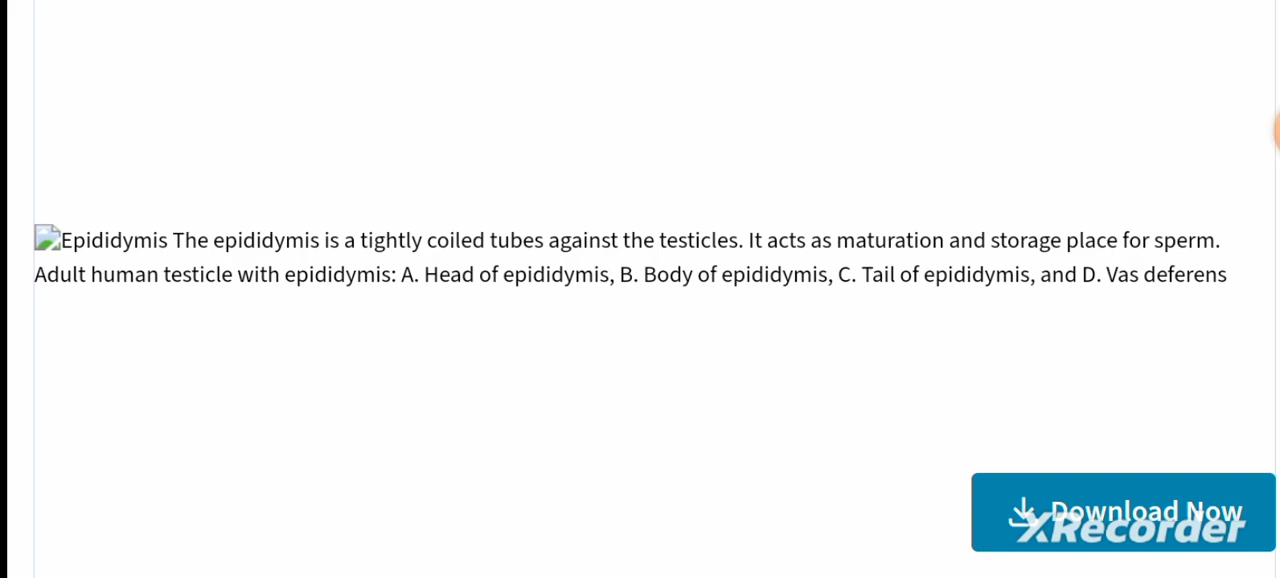 Epididymis The epididymis is a tightly coiled tubes against the testicles. It acts as maturation and storage place for sperm.
Adult human testicle with epididymis: A. Head of epididymis, B. Body of epididymis, C. Tail of epididymis, and D. Vas deferens
Download Now
XRecorder